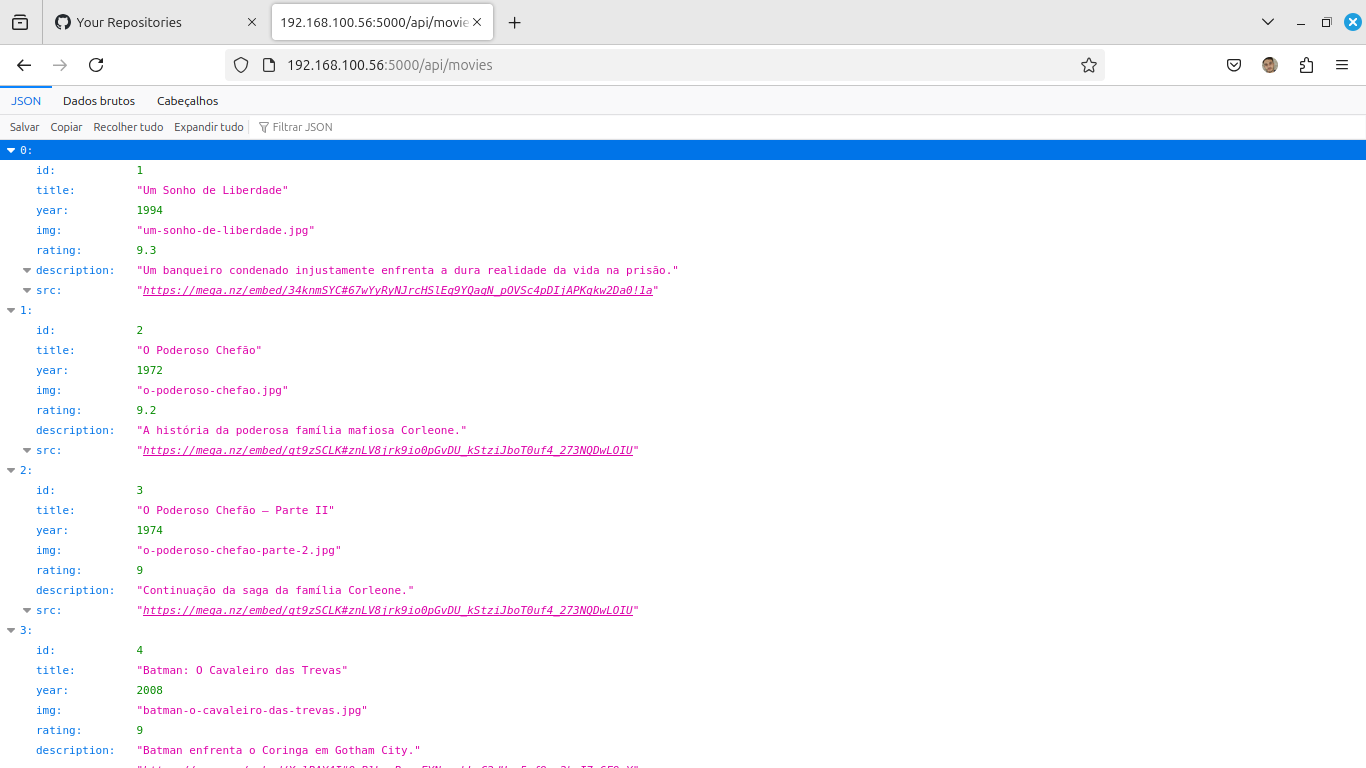 Your Repositories
192.168.100.56:5000/api/movie
192.168.100.56:5000/api/movies
JSON Dados brutos Cabeçalhos
Salvar Copiar Recolher tudo Expandir tudo Filtrar JSON
0:
id: 1
title: "Um Sonho de Liberdade"
year: 1994
img: "um-sonho-de-liberdade.jpg"
rating: 9.3
description: "Um banqueiro condenado injustamente enfrenta a dura realidade da vida na prisão."
src: "https://mega.nz/embed/34knmSYC#67wYyRyNJrcHSlEg9YQaqN_pOVSc4pDIjAPKqkw2Da0!1a"
1:
id: 2
title: "O Poderoso Chefão"
year: 1972
img: "o-poderoso-chefao.jpg"
rating: 9.2
description: "A história da poderosa família mafiosa Corleone."
src: "https://mega.nz/embed/qt9zSCLK#znLV8jrk9io0pGvDU_kStziJboT0uf4_273NQDwLOIU"
2:
id: 3
title: "O Poderoso Chefão – Parte II"
year: 1974
img: "o-poderoso-chefao-parte-2.jpg"
rating: 9
description: "Continuação da saga da família Corleone."
src: "https://mega.nz/embed/qt9zSCLK#znLV8jrk9io0pGvDU_kStziJboT0uf4_273NQDwLOIU"
3:
id: 4
title: "Batman: O Cavaleiro das Trevas"
year: 2008
img: "batman-o-cavaleiro-das-trevas.jpg"
rating: 9
description: "Batman enfrenta o Coringa em Gotham City."